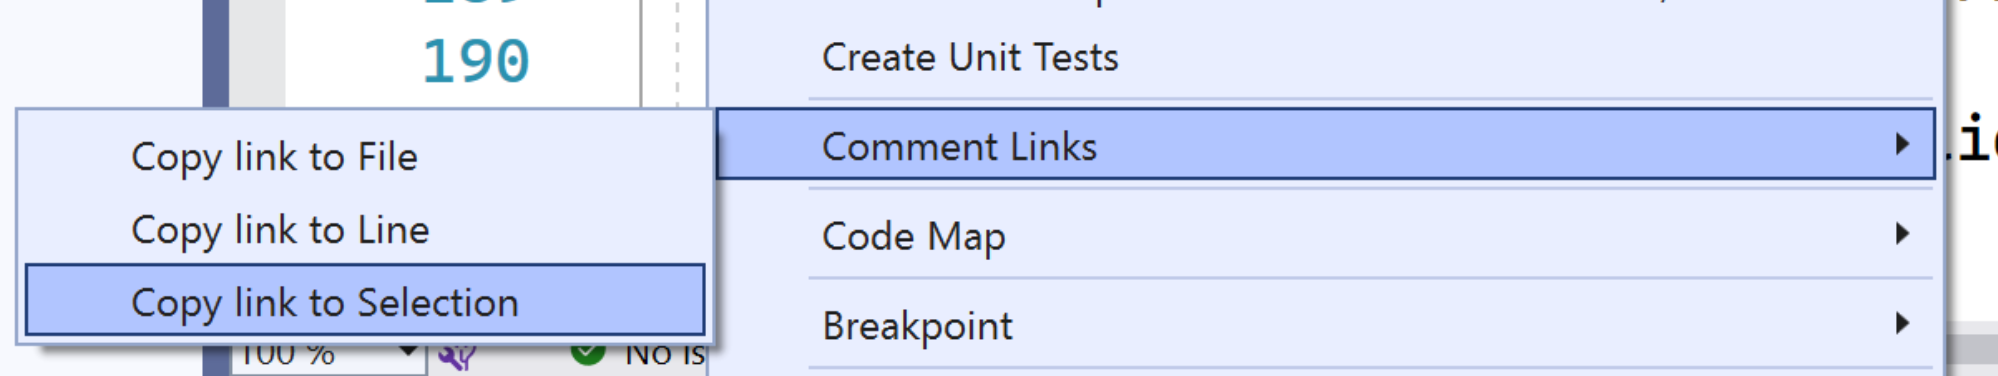 190
Create Unit Tests
Comment Links
Copy link to File
Copy link to Line
Copy link to Selection
Code Map
Breakpoint
100 %
No is